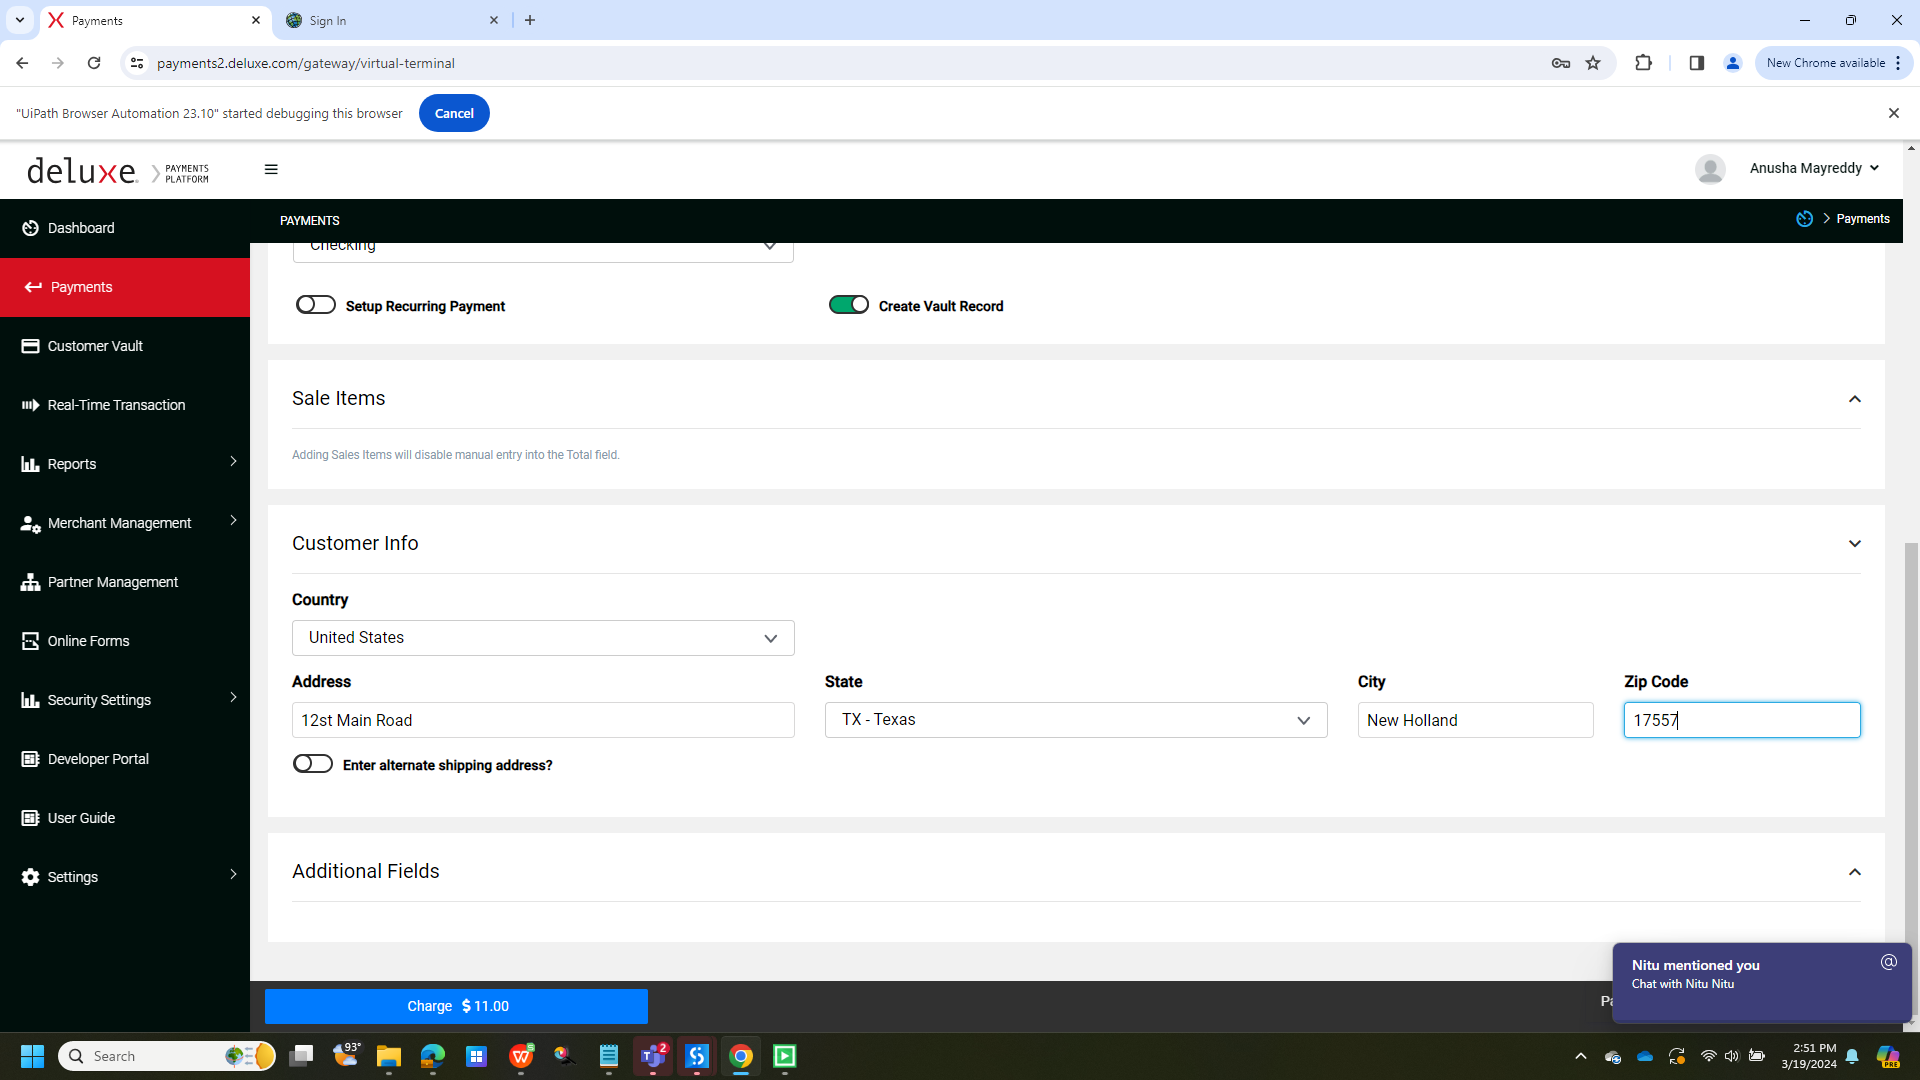 Payments
Sign In
payments2.deluxe.com/gateway/virtual-terminal
New Chrome available
"UiPath Browser Automation 23.10" started debugging this browser
Cancel
deluxe
PAYMENTS
PLATFORM
Anusha Mayreddy
Dashboard
PAYMENTS
Payments
Payments
Customer Vault
Real-Time Transaction
Reports
Merchant Management
Partner Management
Online Forms
Security Settings
Developer Portal
User Guide
Settings
Checking
Setup Recurring Payment
Create Vault Record
Sale Items
Adding Sales Items will disable manual entry into the Total field.
Customer Info
Country
United States
Address
State
City
Zip Code
12st Main Road
TX - Texas
New Holland
17557
Enter alternate shipping address?
Additional Fields
Charge $ 11.00
Nitu mentioned you
Chat with Nitu Nitu
Search
93°
2
2:51 PM
3/19/2024
PRE